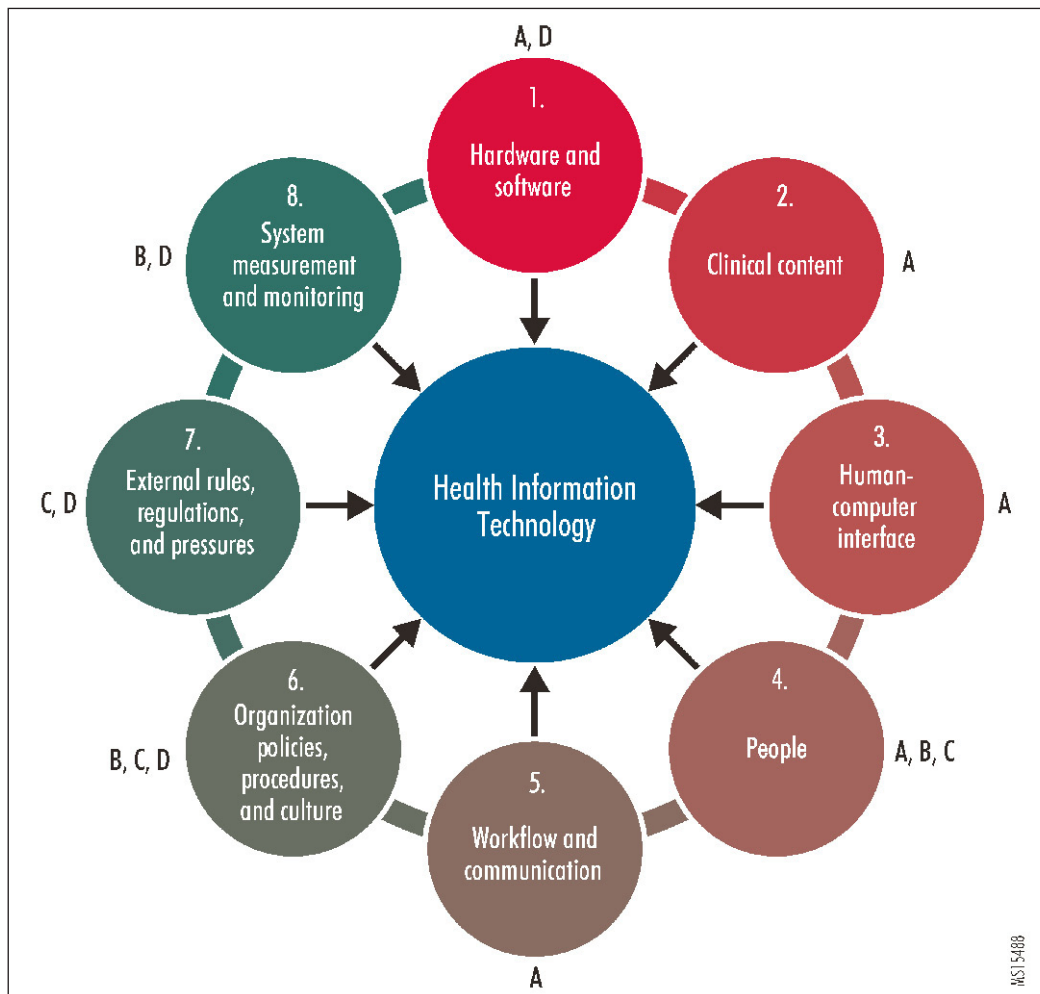 A, D
1.
Hardware and
software
2.
Clinical content
A
3.
Human-
computer
interface
A
4.
People
A, B, C
5.
Workflow and
communication
A
6.
Organization
policies,
procedures,
and culture
B, C, D
7.
External rules,
regulations,
and pressures
C, D
8.
System
measurement
and monitoring
B, D
Health Information
Technology
MS15488